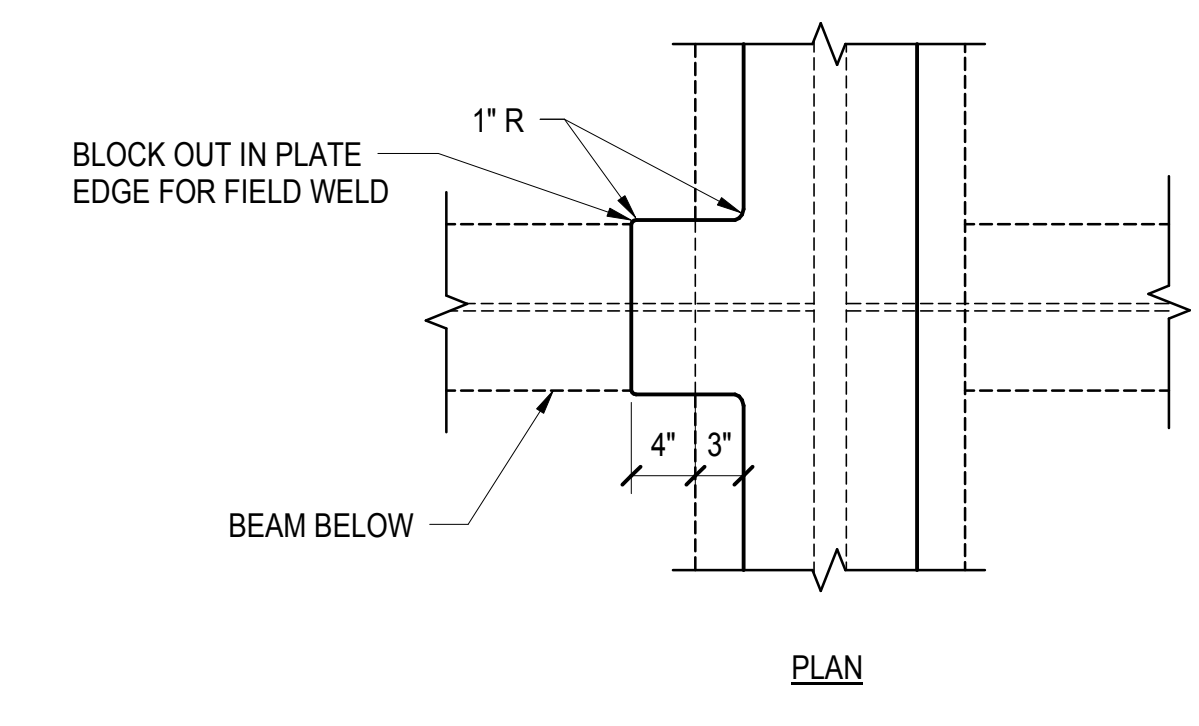 1" R
BLOCK OUT IN PLATE
EDGE FOR FIELD WELD
4" 3"
BEAM BELOW
PLAN